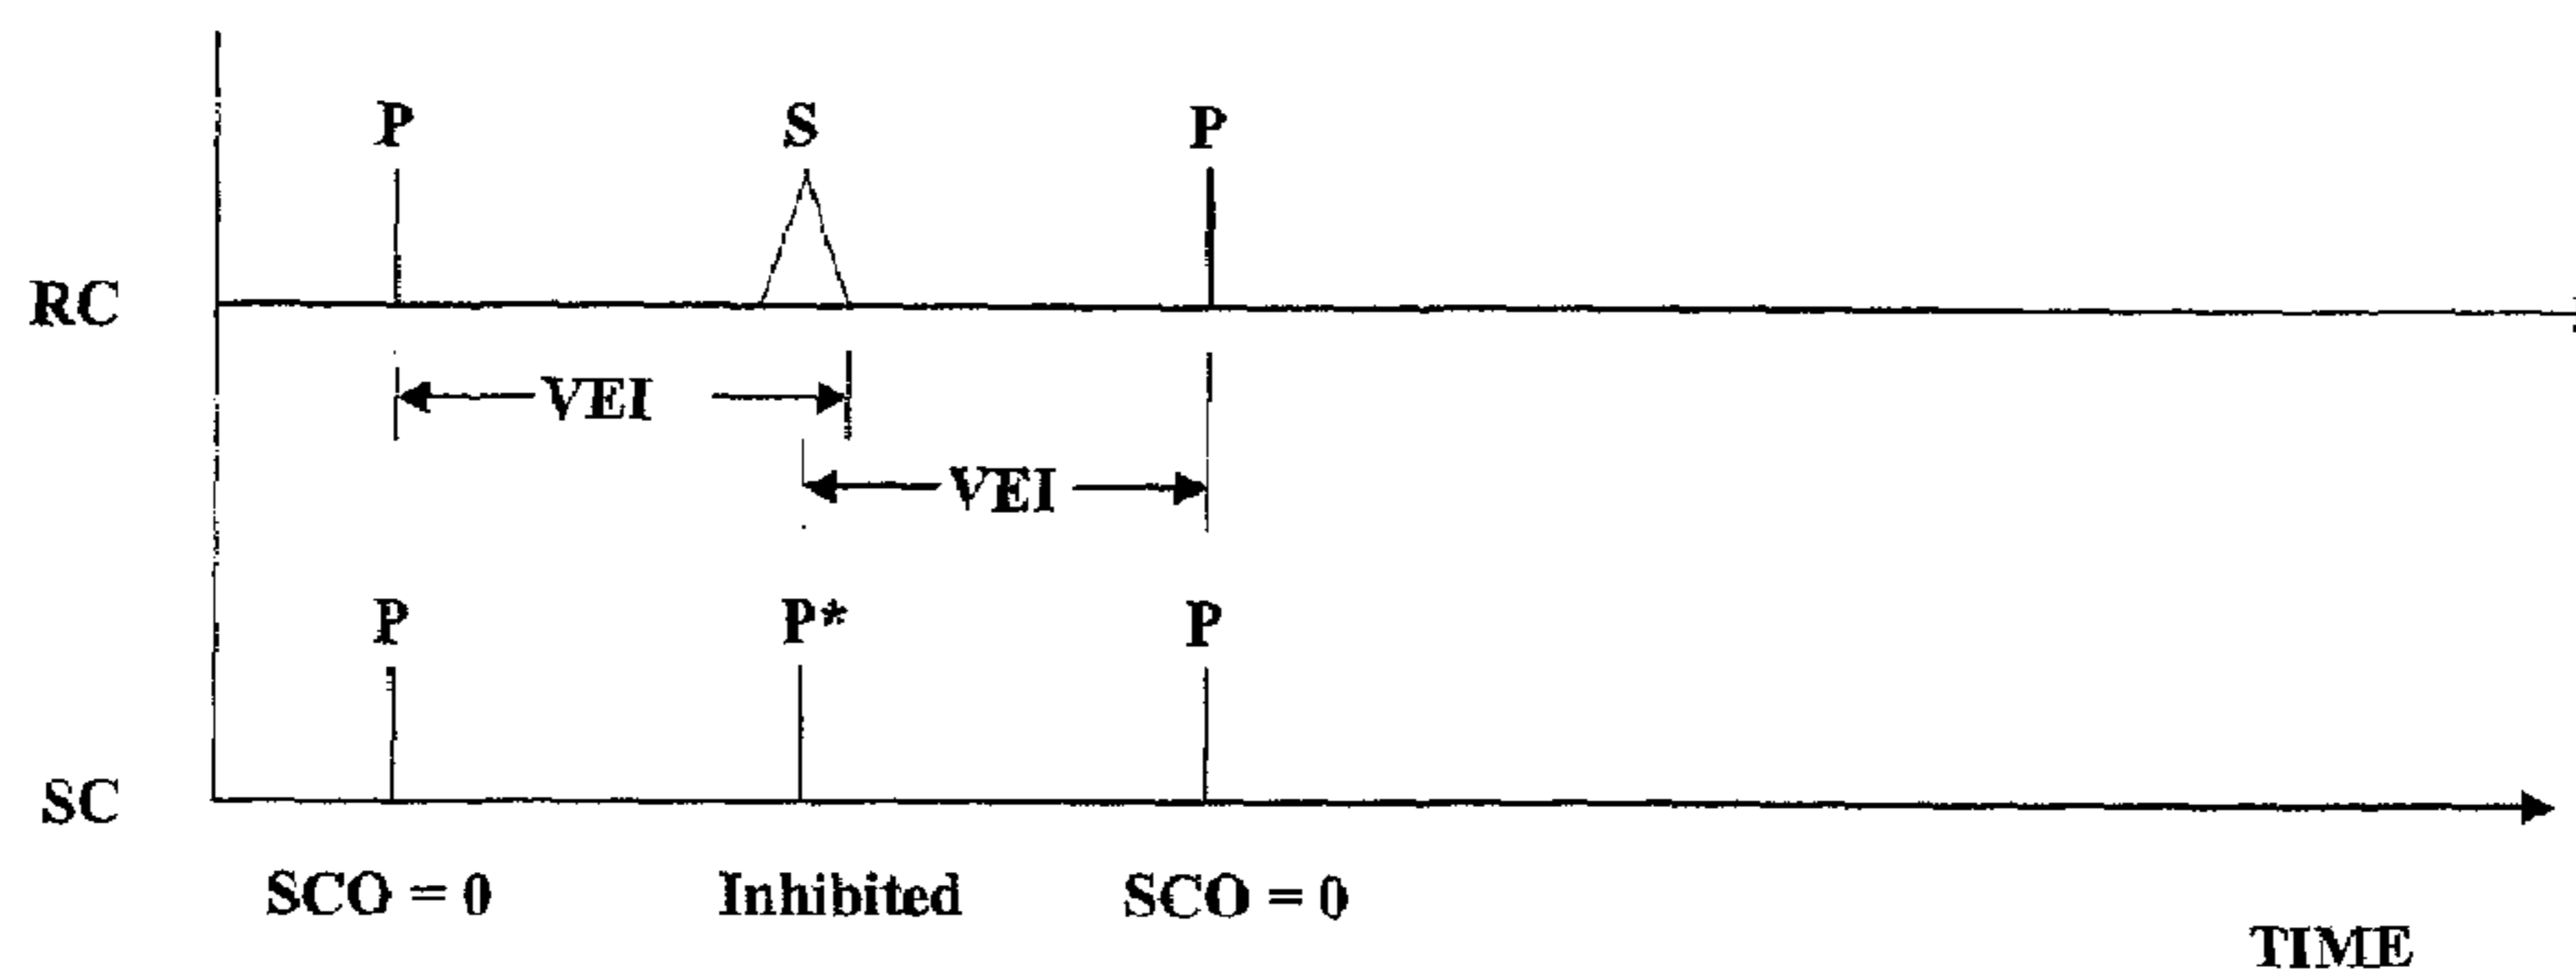 P S P
RC
VEI
VEI
P P* P
SC
SCO = 0 Inhibited SCO = 0
TIME